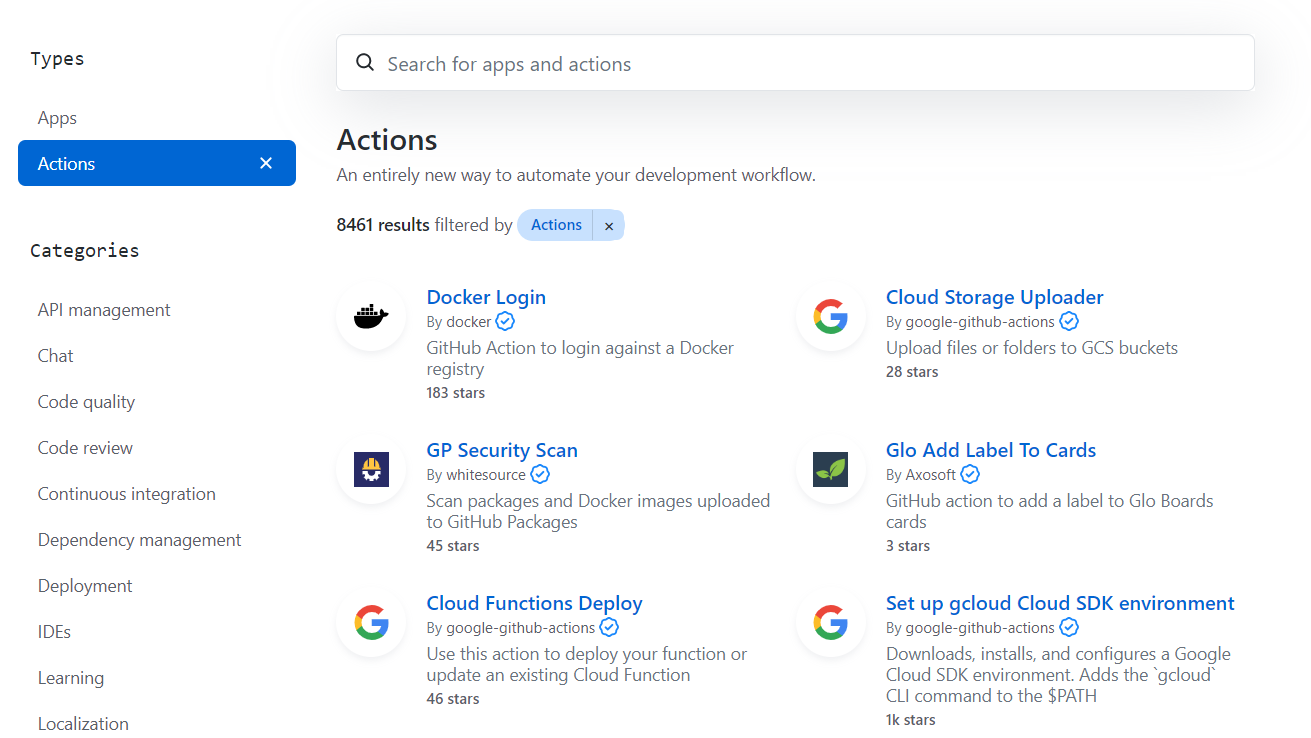 Types
Apps
Actions
Categories
API management
Chat
Code quality
Code review
Continuous integration
Dependency management
Deployment
IDEs
Learning
Localization
Search for apps and actions
Actions
An entirely new way to automate your development workflow.
8461 results filtered by Actions
Docker Login
By docker
GitHub Action to login against a Docker
registry
183 stars
Cloud Storage Uploader
By google-github-actions
Upload files or folders to GCS buckets
28 stars
GP Security Scan
By whitesource
Scan packages and Docker images uploaded
to GitHub Packages
45 stars
Glo Add Label To Cards
By Axosoft
GitHub action to add a label to Glo Boards
cards
3 stars
Cloud Functions Deploy
By google-github-actions
Use this action to deploy your function or
update an existing Cloud Function
46 stars
Set up gcloud Cloud SDK environment
By google-github-actions
Downloads, installs, and configures a Google
Cloud SDK environment. Adds the `gcloud`
CLI command to the $PATH
1k stars